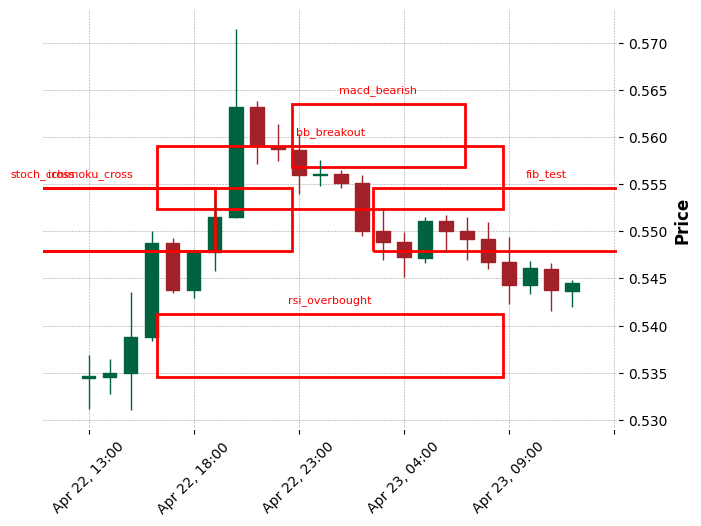 macd_bearish
bb_breakout
ichimoku_cross
fib_test
rsi_overbought
0.570
0.565
0.560
0.555
0.550
0.545
0.540
0.535
0.530
Price
Apr 22, 13:00
Apr 22, 18:00
Apr 22, 23:00
Apr 23, 04:00
Apr 23, 09:00